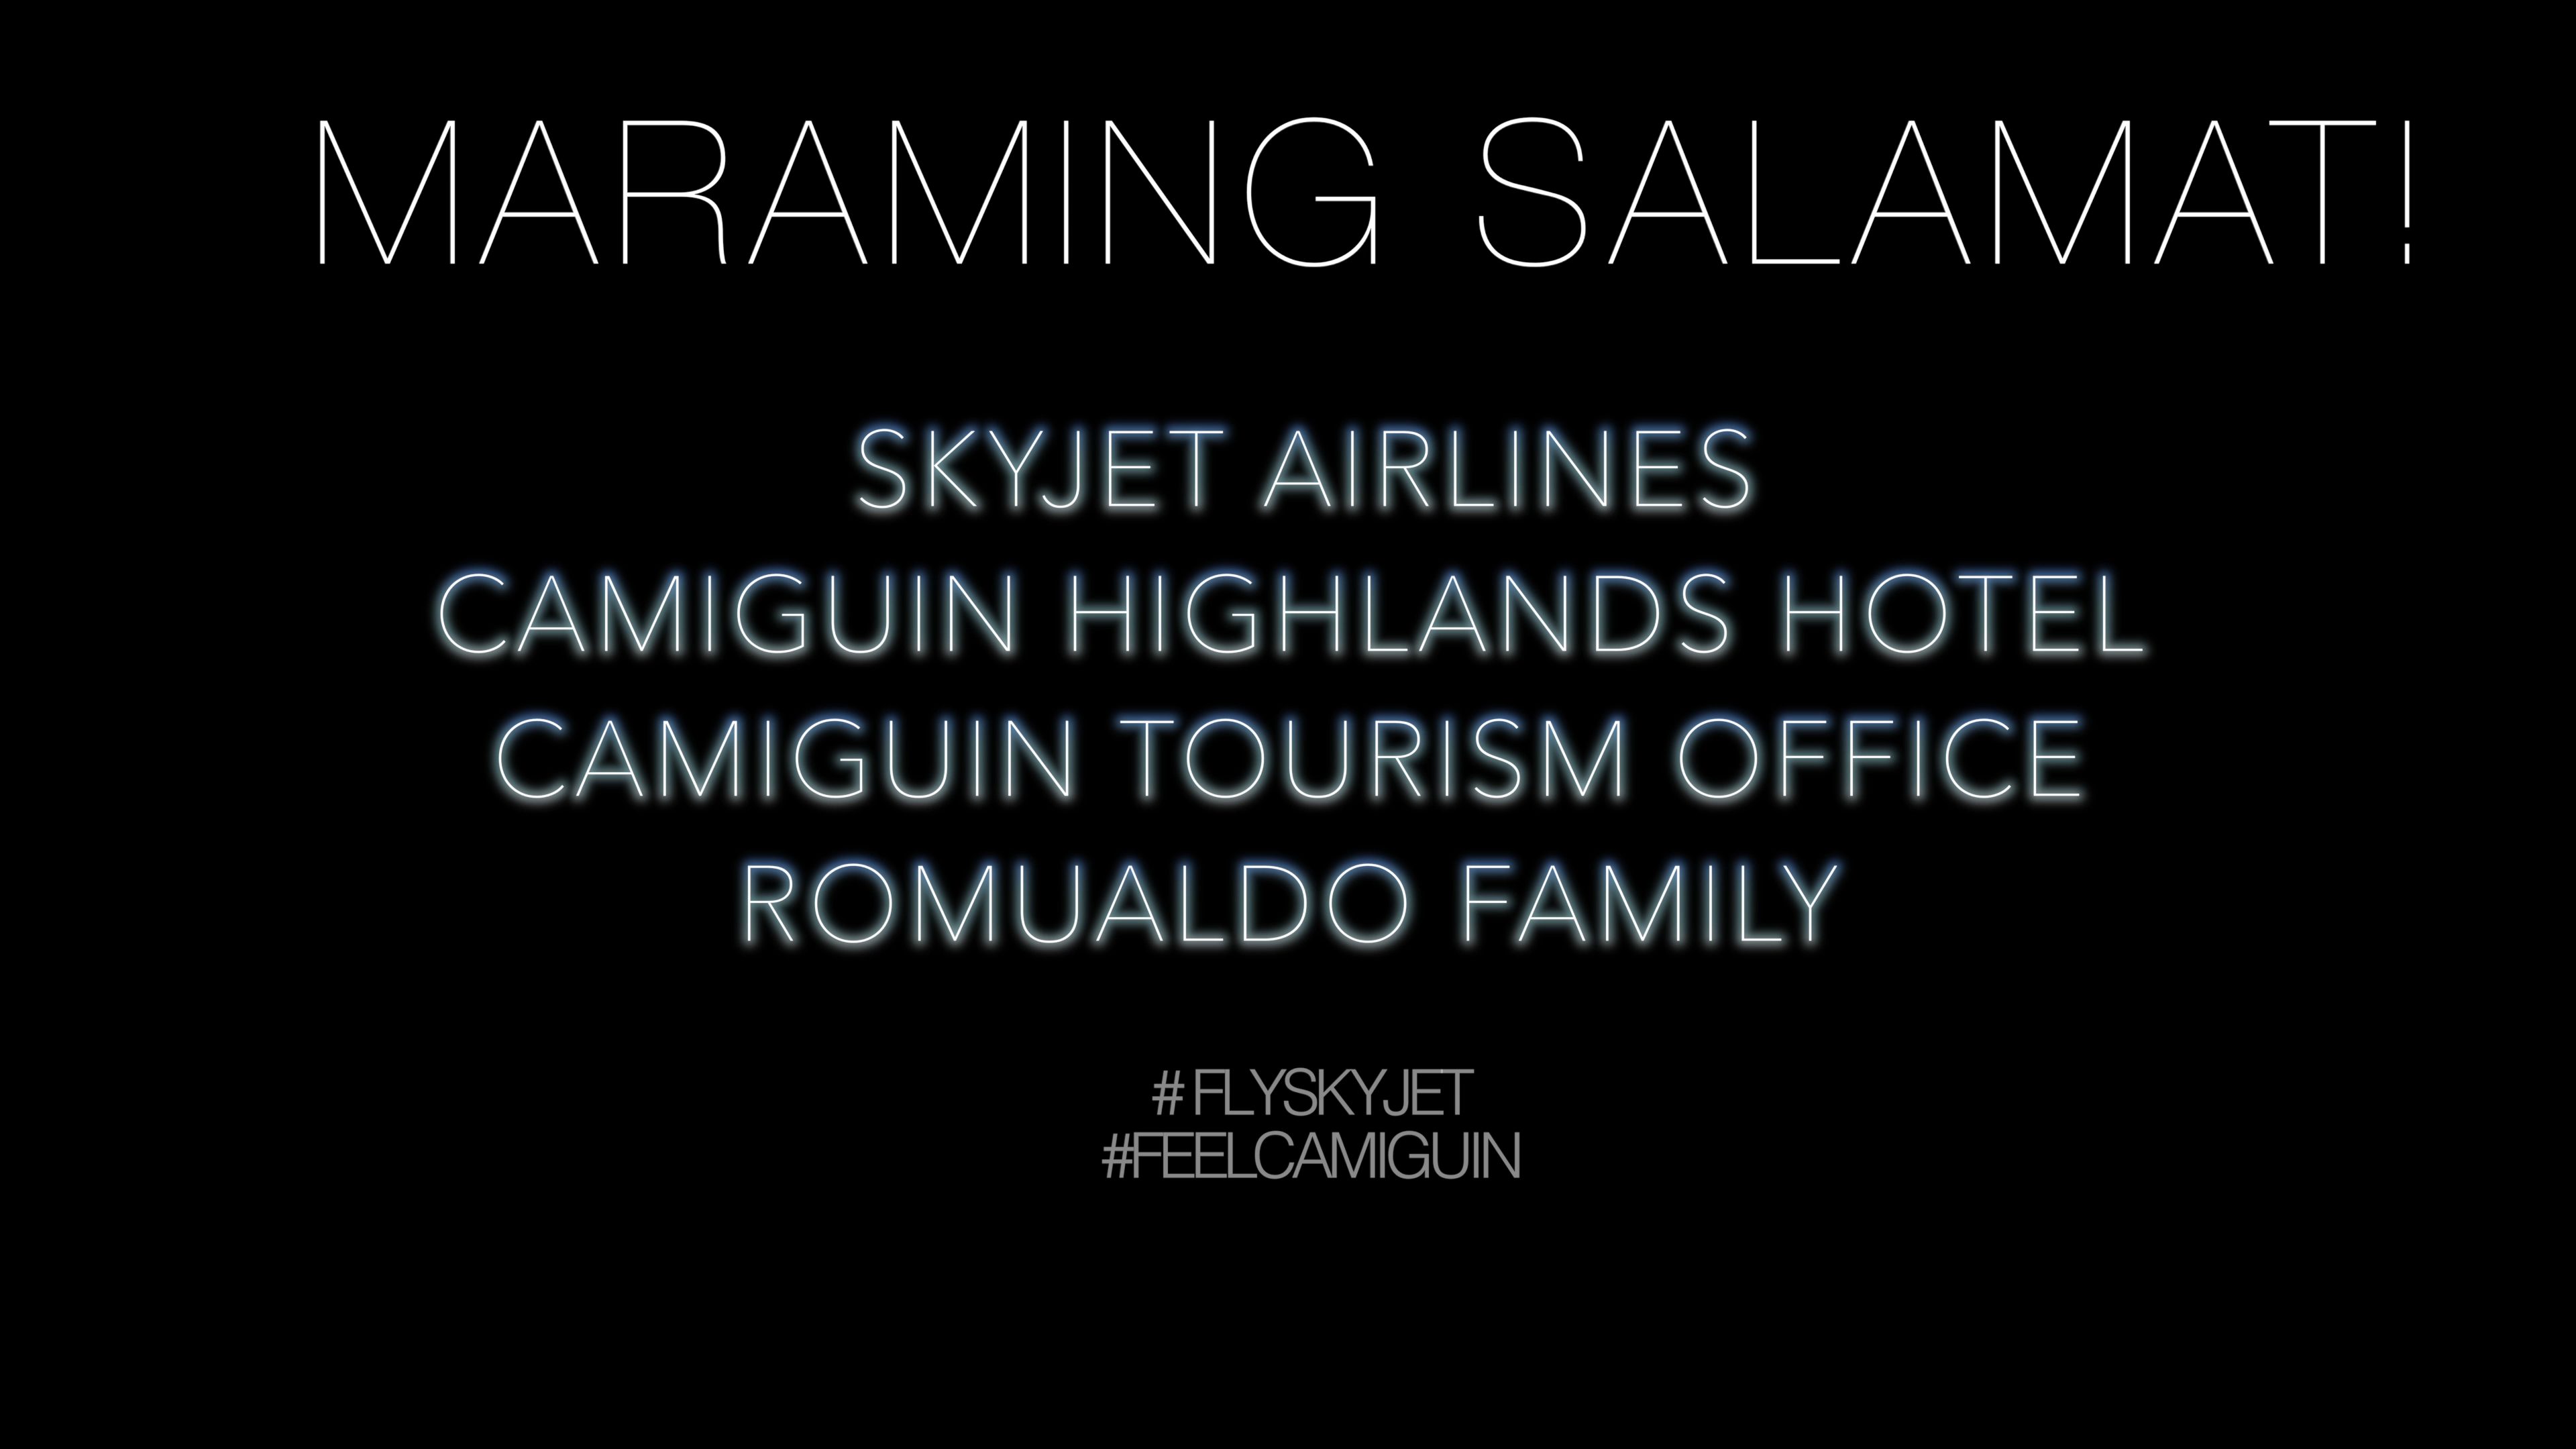 MARAMING SALAMAT!
SKYJET AIRLINES
CAMIGUIN HIGHLANDS HOTEL
CAMIGUIN TOURISM OFFICE
ROMUALDO FAMILY
# FLYSKYJET
#FEELCAMIGUIN